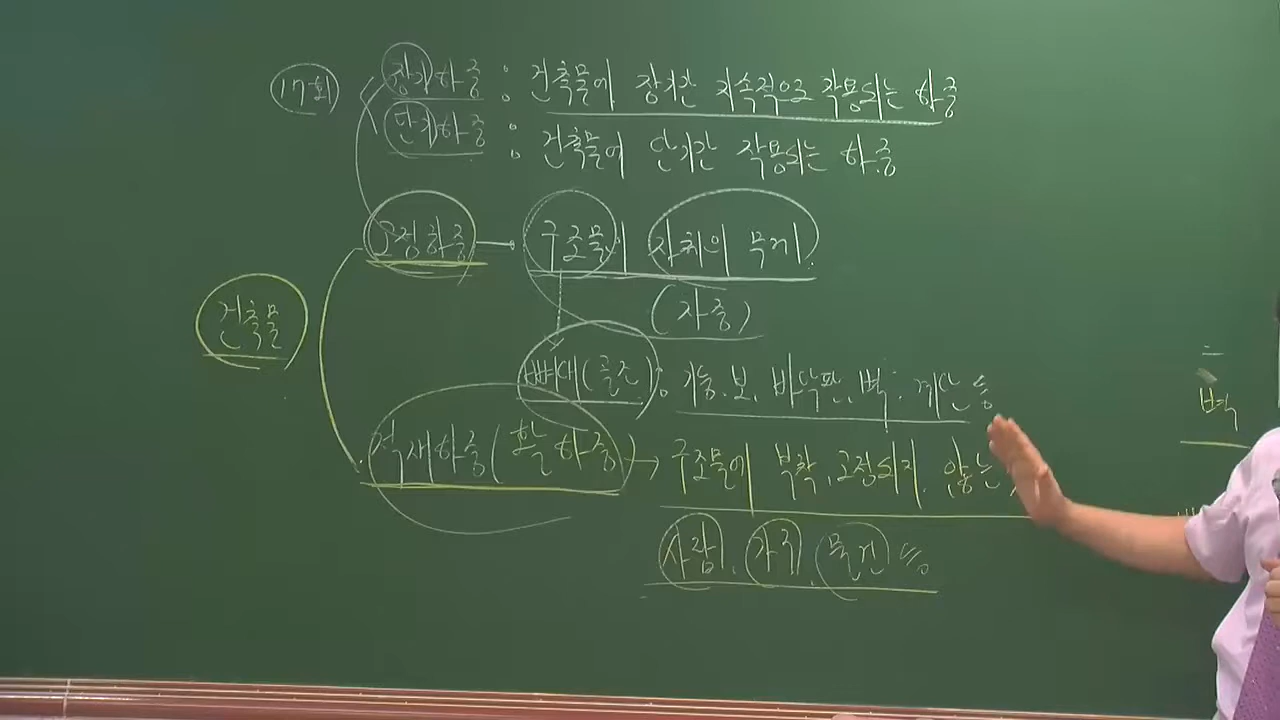 17회
장기하중 : 건축물에 장기간 지속적으로 작용되는 하중
단기하중 : 건축물에 단기간 작용되는 하중
고정하중 구조물의 자체의 무게
(자중)
건축물
뼈대(골조) : 기둥, 보, 바닥판, 벽, 계단 등
적재하중(활하중) → 구조물에 부착, 고정되지 않는
사람, 가구, 물건 등
벽